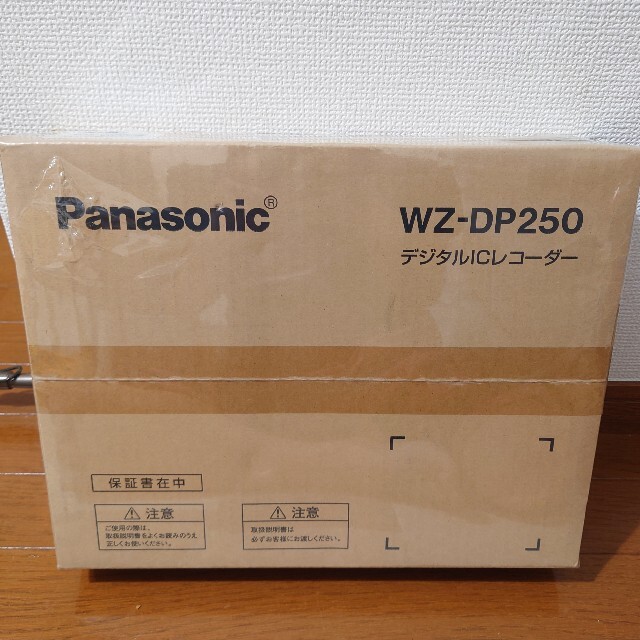 Panasonic®
WZ-DP250
デジタルICレコーダー
保証書在中
⚠ 注意
ご使用の際は、
取扱説明書をよくお読みのうえ
正しくお使いください。
⚠ 注意
取扱説明書は
必ずお客様にお渡しください。